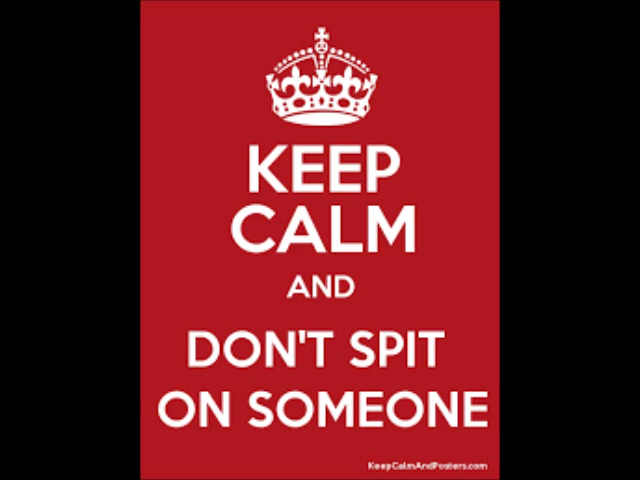 KEEP
CALM
AND
DON'T SPIT
ON SOMEONE
KeepCalmAndPosters.com